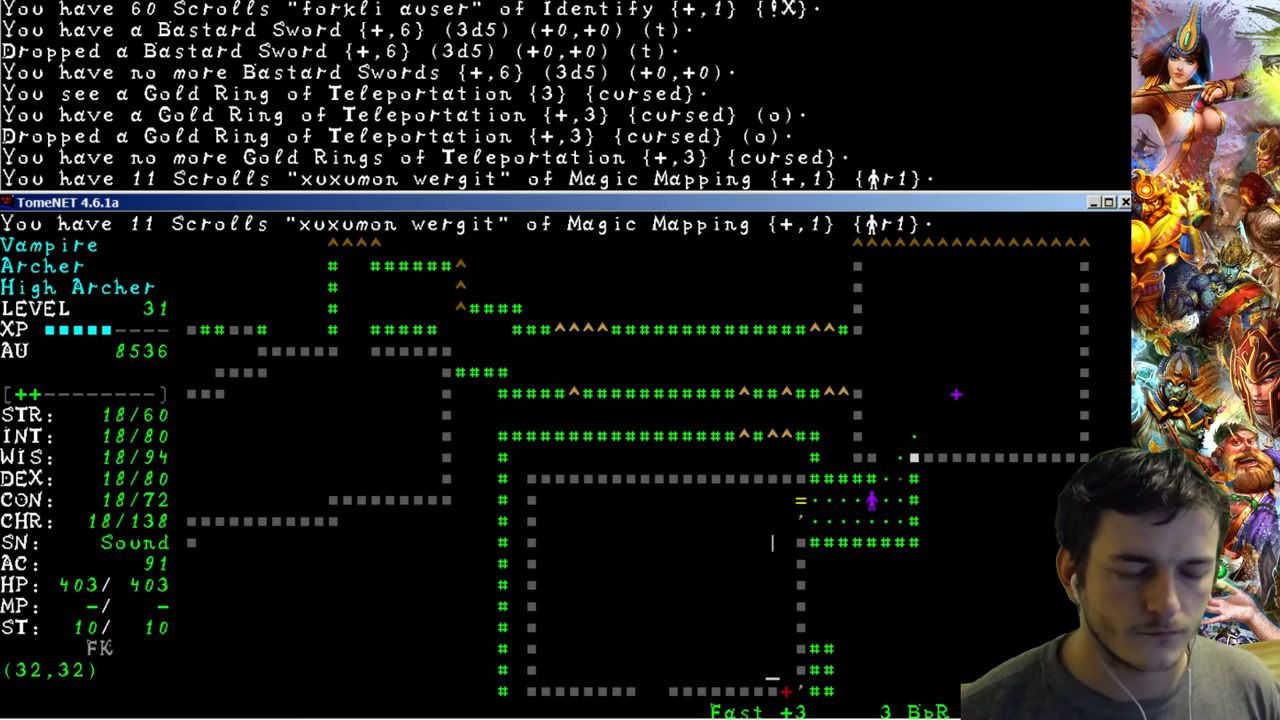 You have 60 Scrolls "forkli auser" of Identify {+,1} {!X}.
You have a Bastard Sword {+,6} (3d5) (+0,+0) (t).
Dropped a Bastard Sword {+,6} (3d5) (+0,+0) (t).
You have no more Bastard Swords {+,6} (3d5) (+0,+0).
You see a Gold Ring of Teleportation {3} {cursed}.
You have a Gold Ring of Teleportation {+,3} {cursed} (o).
Dropped a Gold Ring of Teleportation {+,3} {cursed} (o).
You have no more Gold Rings of Teleportation {+,3} {cursed}.
You have 11 Scrolls "xuxumon wergit" of Magic Mapping {+,1} {r1}.
TomeNET 4.6.1a
You have 11 Scrolls "xuxumon wergit" of Magic Mapping {+,1} {r1}.
Vampire
Archer
High Archer
LEVEL 31
XP
AU 8536
[++---------]
STR: 18/60
INT: 18/80
WIS: 18/94
DEX: 18/80
CON: 18/72
CHR: 18/138
SN: Sound
AC: 91
HP: 403/ 403
MP: -/ -
ST: 10/ 10
FK
(32,32)
Fast +3 3 BpR